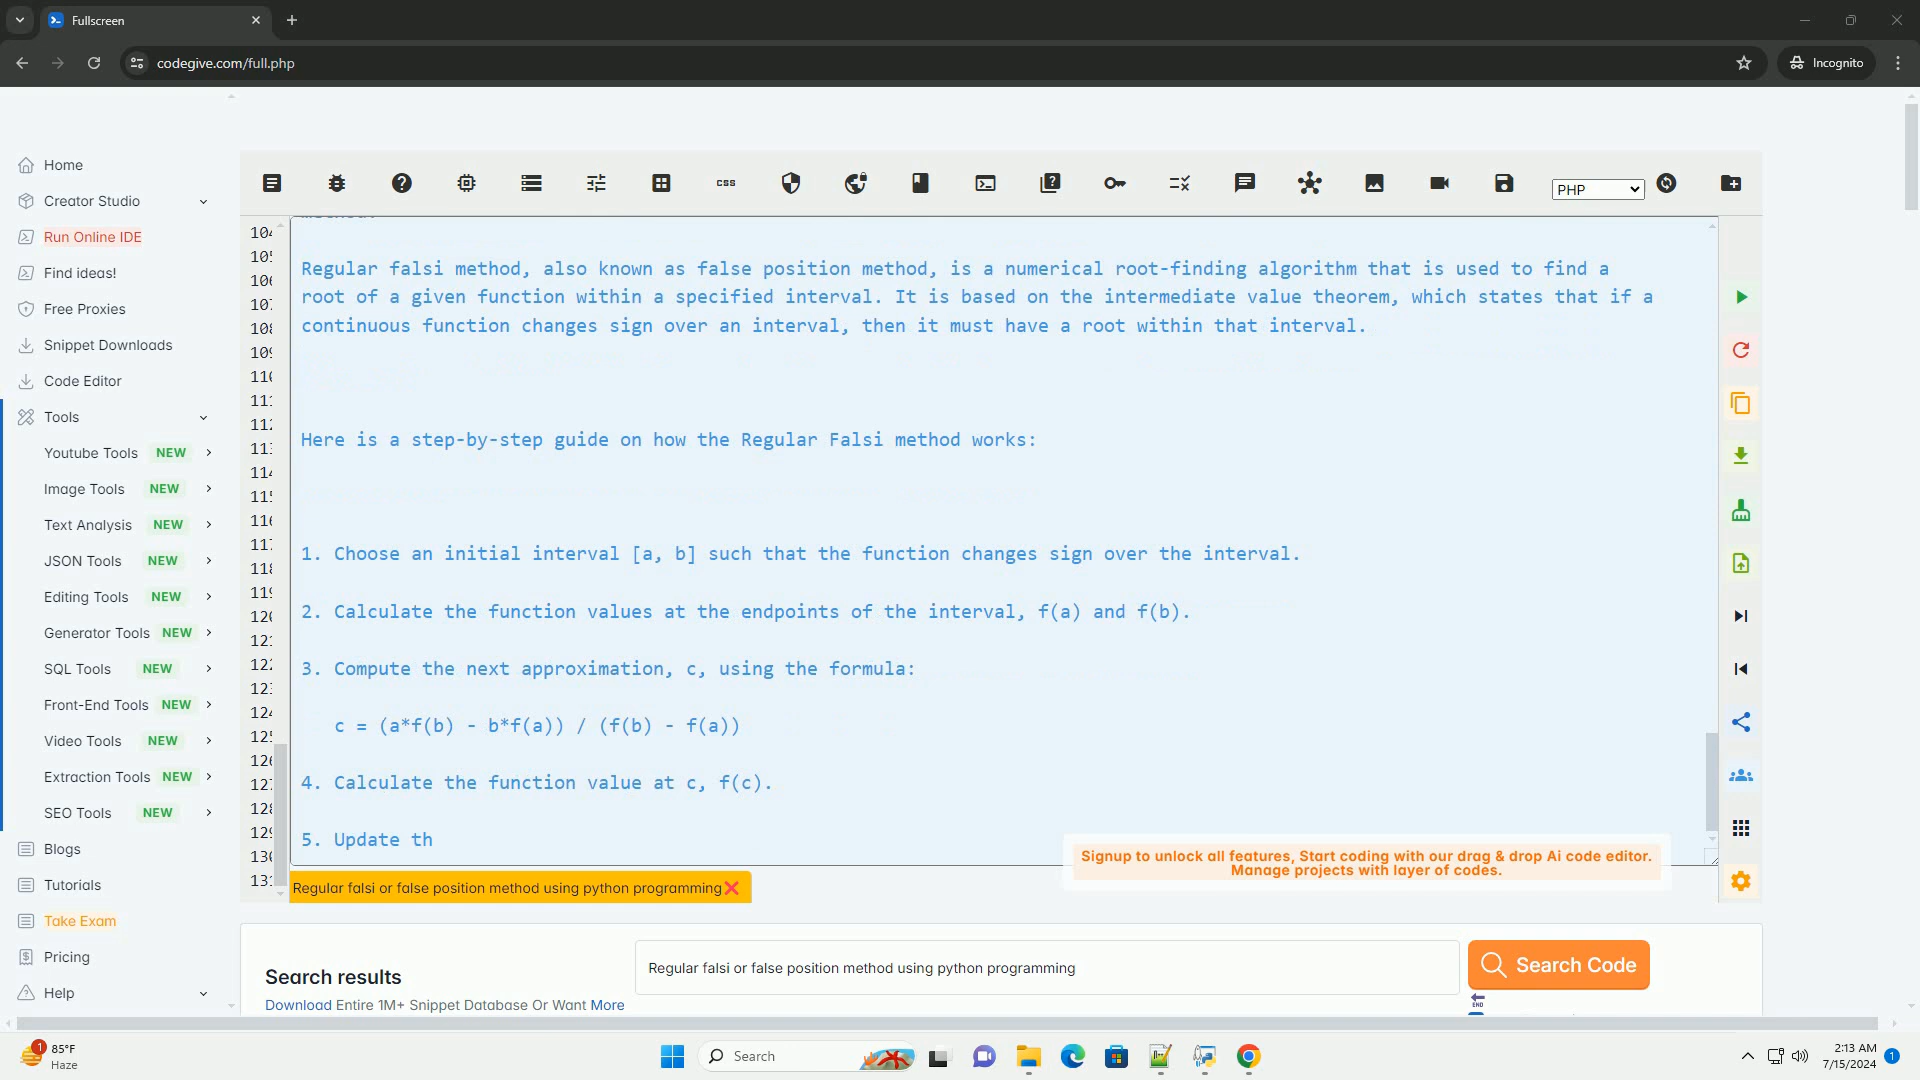 Fullscreen
codegive.com/full.php
Incognito
Home
Creator Studio
Run Online IDE
Find ideas!
Free Proxies
Snippet Downloads
Code Editor
Tools
Youtube Tools NEW
Image Tools NEW
Text Analysis NEW
JSON Tools NEW
Editing Tools NEW
Generator Tools NEW
SQL Tools NEW
Front-End Tools NEW
Video Tools NEW
Extraction Tools NEW
SEO Tools NEW
Blogs
Tutorials
Take Exam
Pricing
Help
css
PHP
Regular falsi method, also known as false position method, is a numerical root-finding algorithm that is used to find a
root of a given function within a specified interval. It is based on the intermediate value theorem, which states that if a
continuous function changes sign over an interval, then it must have a root within that interval.
Here is a step-by-step guide on how the Regular Falsi method works:
1. Choose an initial interval [a, b] such that the function changes sign over the interval.
2. Calculate the function values at the endpoints of the interval, f(a) and f(b).
3. Compute the next approximation, c, using the formula:
c = (a*f(b) - b*f(a)) / (f(b) - f(a))
4. Calculate the function value at c, f(c).
5. Update th
Signup to unlock all features, Start coding with our drag & drop Ai code editor.
Manage projects with layer of codes.
Regular falsi or false position method using python programming
Search results
Download Entire 1M+ Snippet Database Or Want More
Regular falsi or false position method using python programming
Search Code
END
1
85°F
Haze
Search
2:13 AM
7/15/2024
1